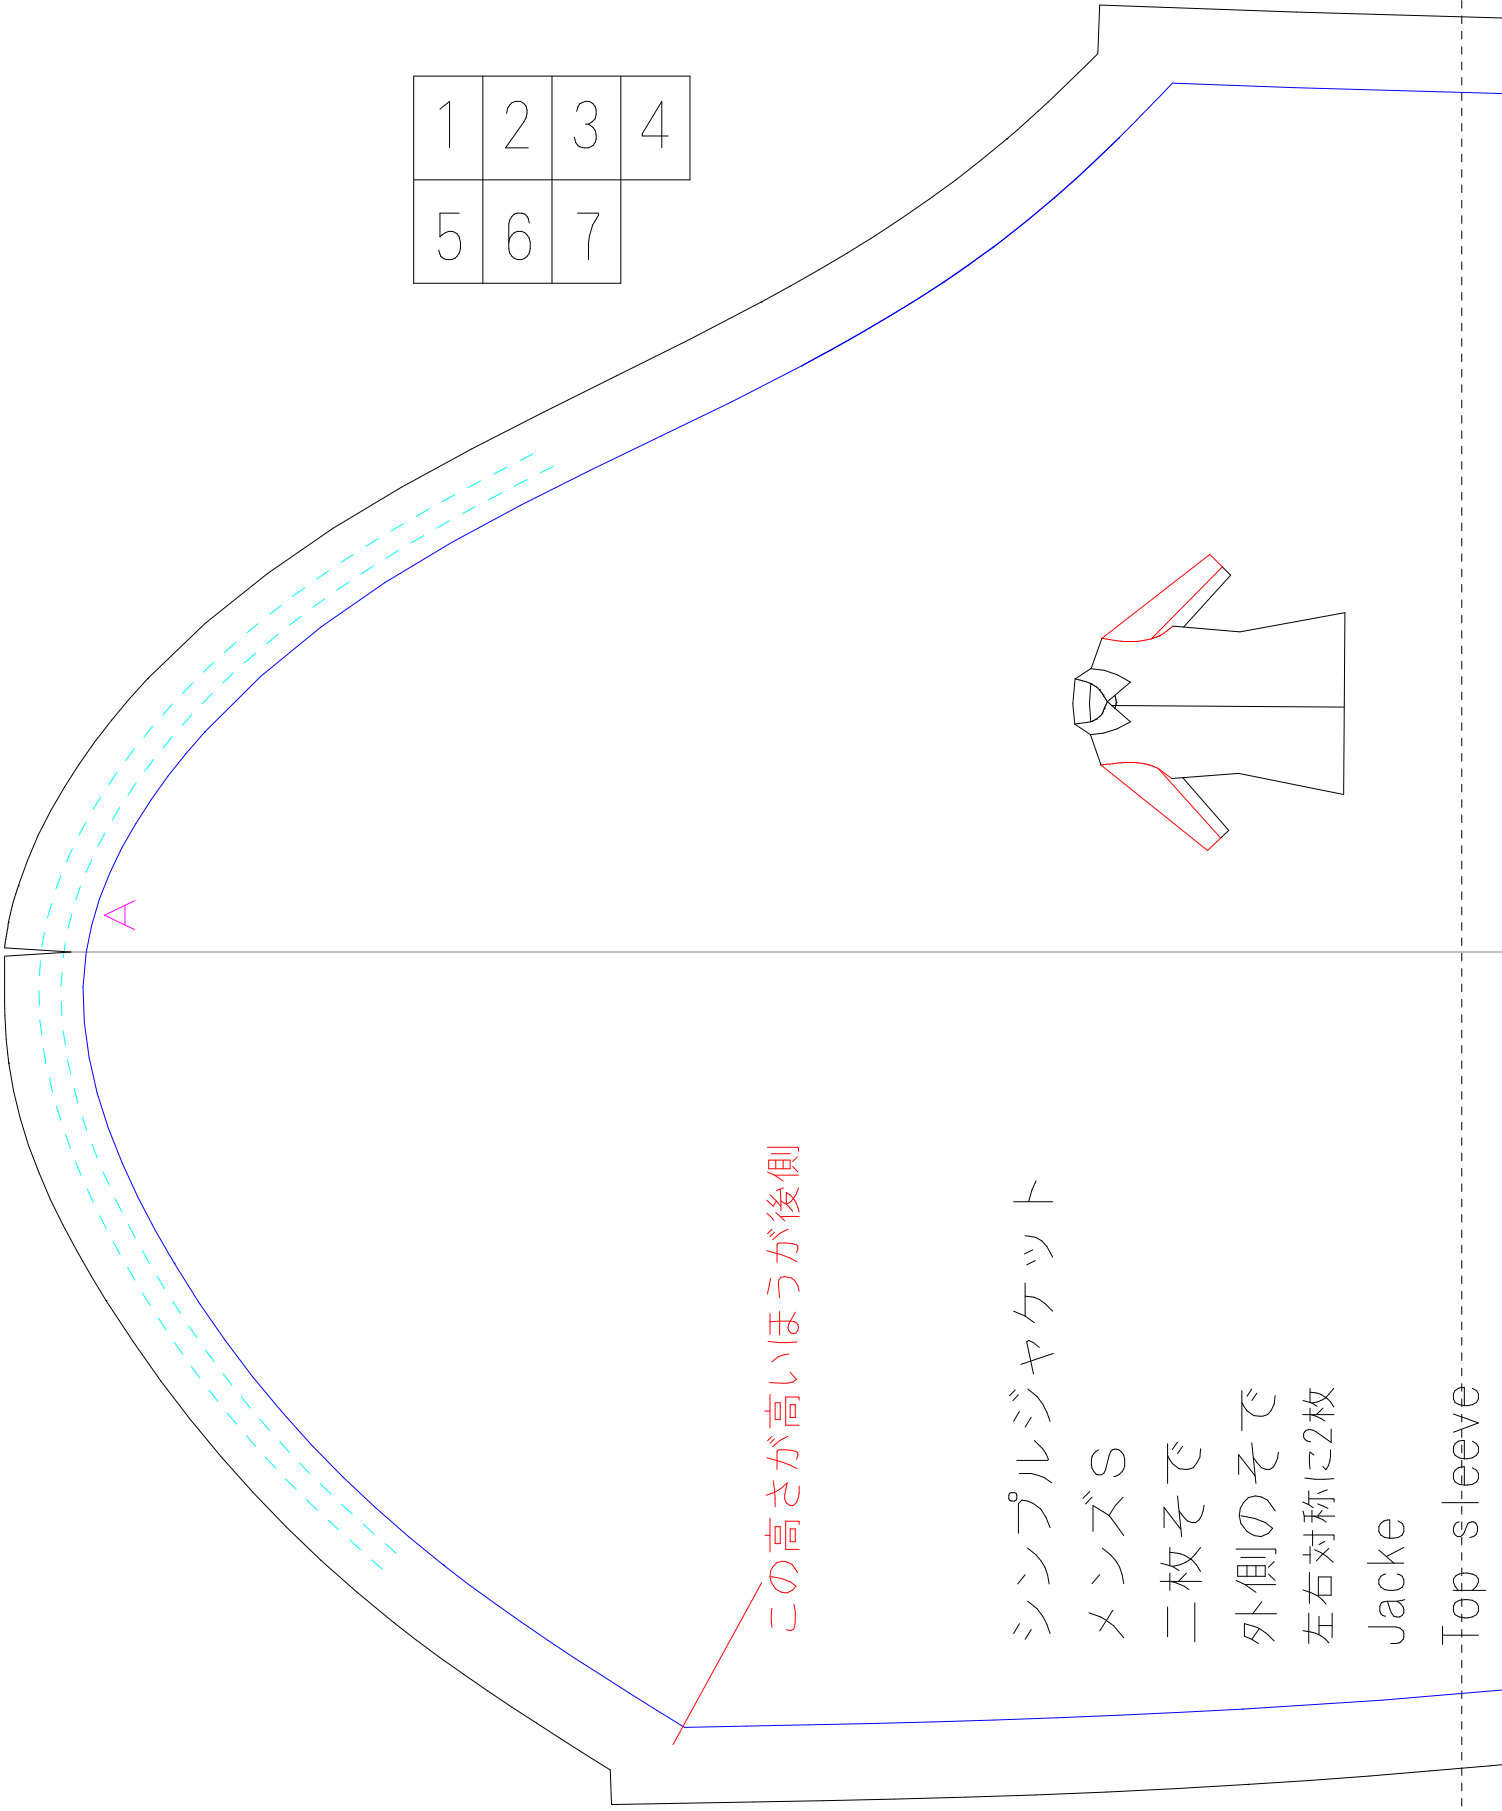 1 2 3 4
5 6 7
A
この高さが高いほうが後側
シンプルジャケット
メンズS
二枚そで
外側のそで
左右対称に2枚
Jacke
Top sleeve